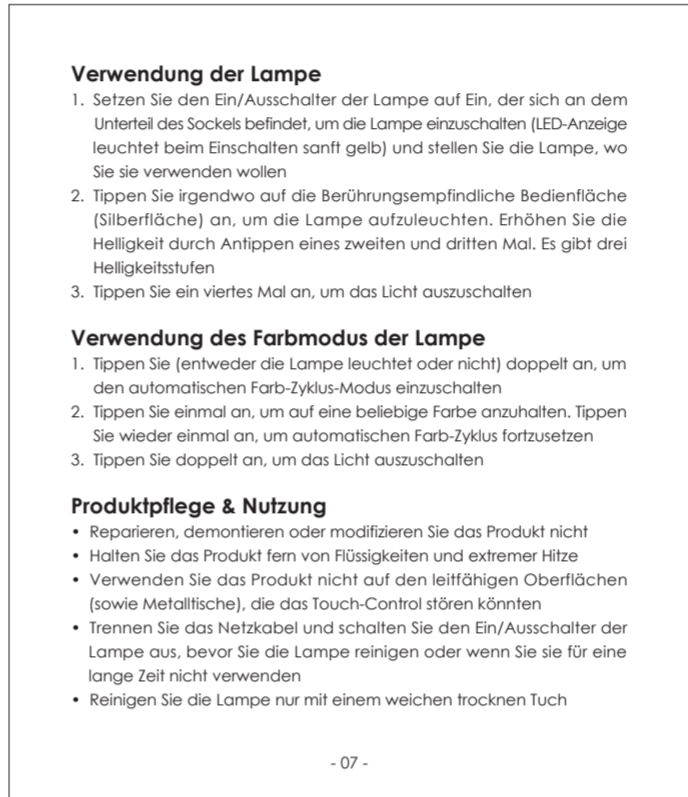 Verwendung der Lampe
1. Setzen Sie den Ein/Ausschalter der Lampe auf Ein, der sich an dem
Unterteil des Sockels befindet, um die Lampe einzuschalten (LED-Anzeige
leuchtet beim Einschalten sanft gelb) und stellen Sie die Lampe, wo
Sie sie verwenden wollen
2. Tippen Sie irgendwo auf die Berührungsempfindliche Bedienfläche
(Silberfläche) an, um die Lampe aufzuleuchten. Erhöhen Sie die
Helligkeit durch Antippen eines zweiten und dritten Mal. Es gibt drei
Helligkeitsstufen
3. Tippen Sie ein viertes Mal an, um das Licht auszuschalten
Verwendung des Farbmodus der Lampe
1. Tippen Sie (entweder die Lampe leuchtet oder nicht) doppelt an, um
den automatischen Farb-Zyklus-Modus einzuschalten
2. Tippen Sie einmal an, um auf eine beliebige Farbe anzuhalten. Tippen
Sie wieder einmal an, um automatischen Farb-Zyklus fortzusetzen
3. Tippen Sie doppelt an, um das Licht auszuschalten
Produktpflege & Nutzung
• Reparieren, demontieren oder modifizieren Sie das Produkt nicht
• Halten Sie das Produkt fern von Flüssigkeiten und extremer Hitze
• Verwenden Sie das Produkt nicht auf den leitfähigen Oberflächen
(sowie Metalltische), die das Touch-Control stören könnten
• Trennen Sie das Netzkabel und schalten Sie den Ein/Ausschalter der
Lampe aus, bevor Sie die Lampe reinigen oder wenn Sie sie für eine
lange Zeit nicht verwenden
• Reinigen Sie die Lampe nur mit einem weichen trocknen Tuch
- 07 -